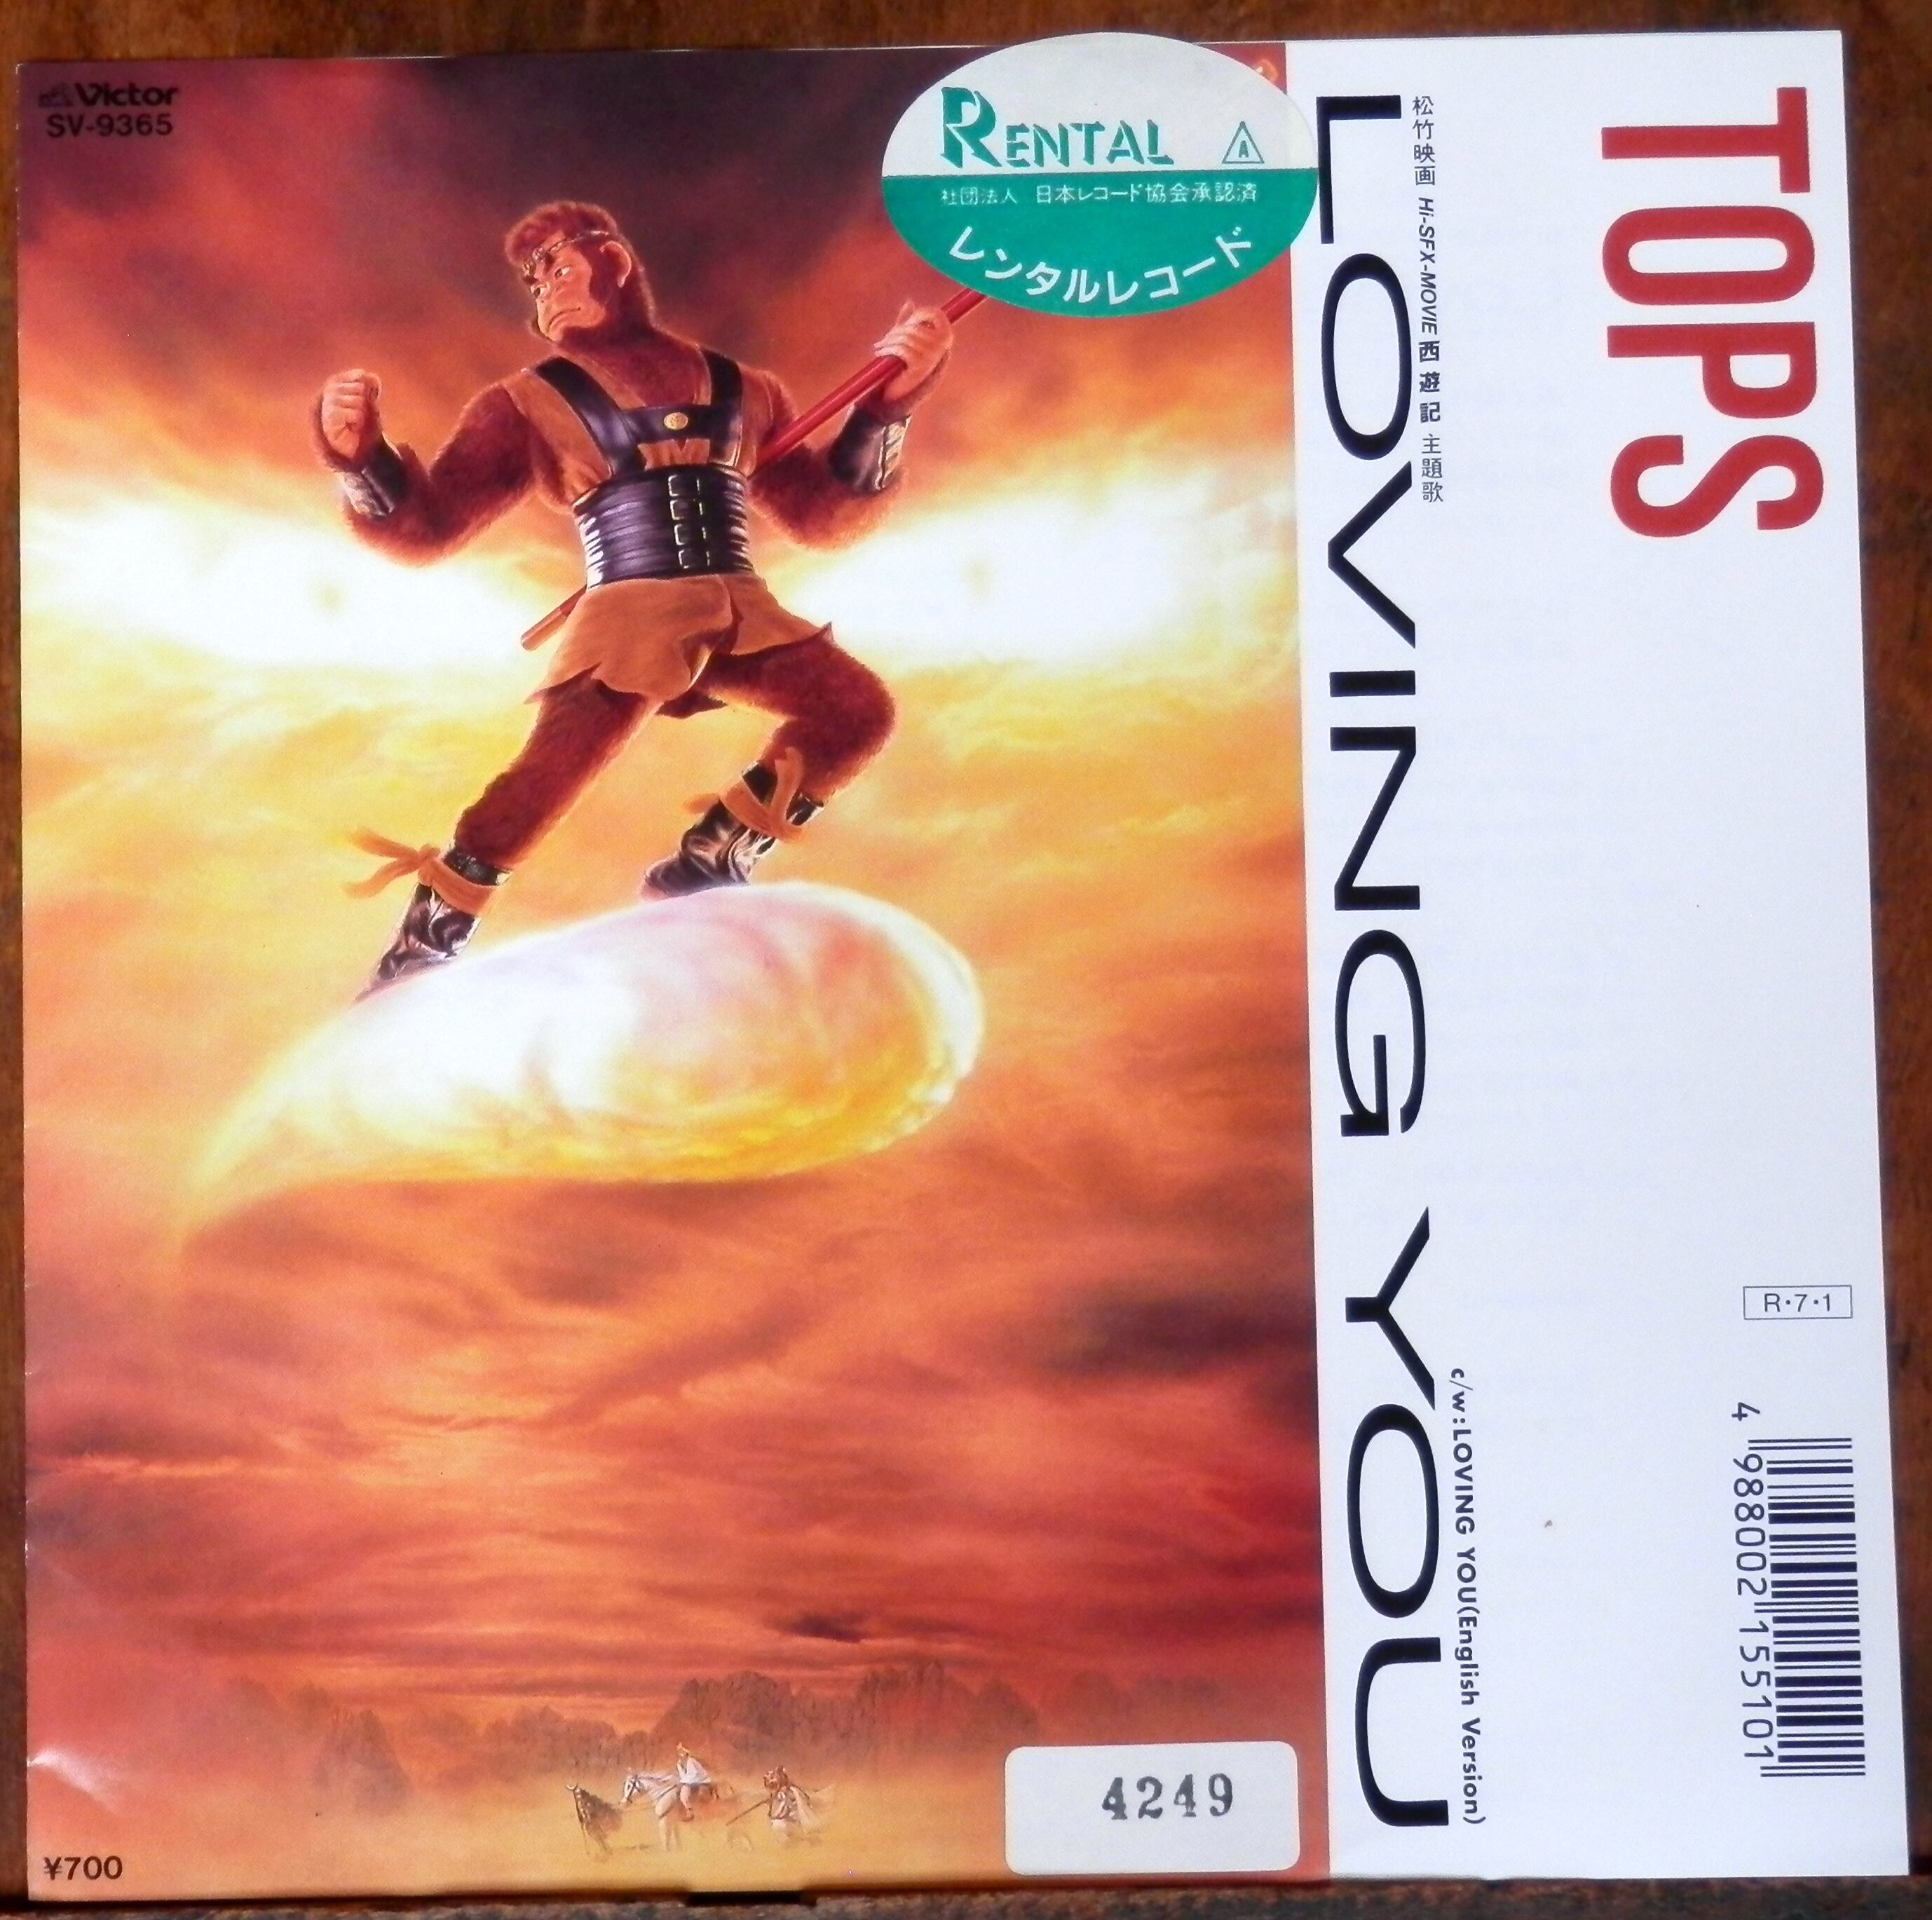 Victor
SV-9365
RENTAL A
社団法人 日本レコード協会承認済
レンタルレコード
TOPS
松竹映画 Hi-SFX-MOVIE 西遊記 主題歌
LOVING YOU
c/w:LOVING YOU(English Version)
R・7・1
4 988002 155101
4249
¥700